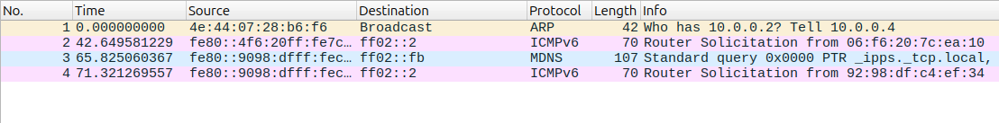 No. Time Source Destination Protocol Length Info
1 0.000000000 4e:44:07:28:b6:f6 Broadcast ARP 42 Who has 10.0.0.2? Tell 10.0.0.4
2 42.649581229 fe80::4f6:20ff:fe7c… ff02::2 ICMPv6 70 Router Solicitation from 06:f6:20:7c:ea:10
3 65.825060367 fe80::9098:dfff:fec… ff02::fb MDNS 107 Standard query 0x0000 PTR _ipps._tcp.local,
4 71.321269557 fe80::9098:dfff:fec… ff02::2 ICMPv6 70 Router Solicitation from 92:98:df:c4:ef:34